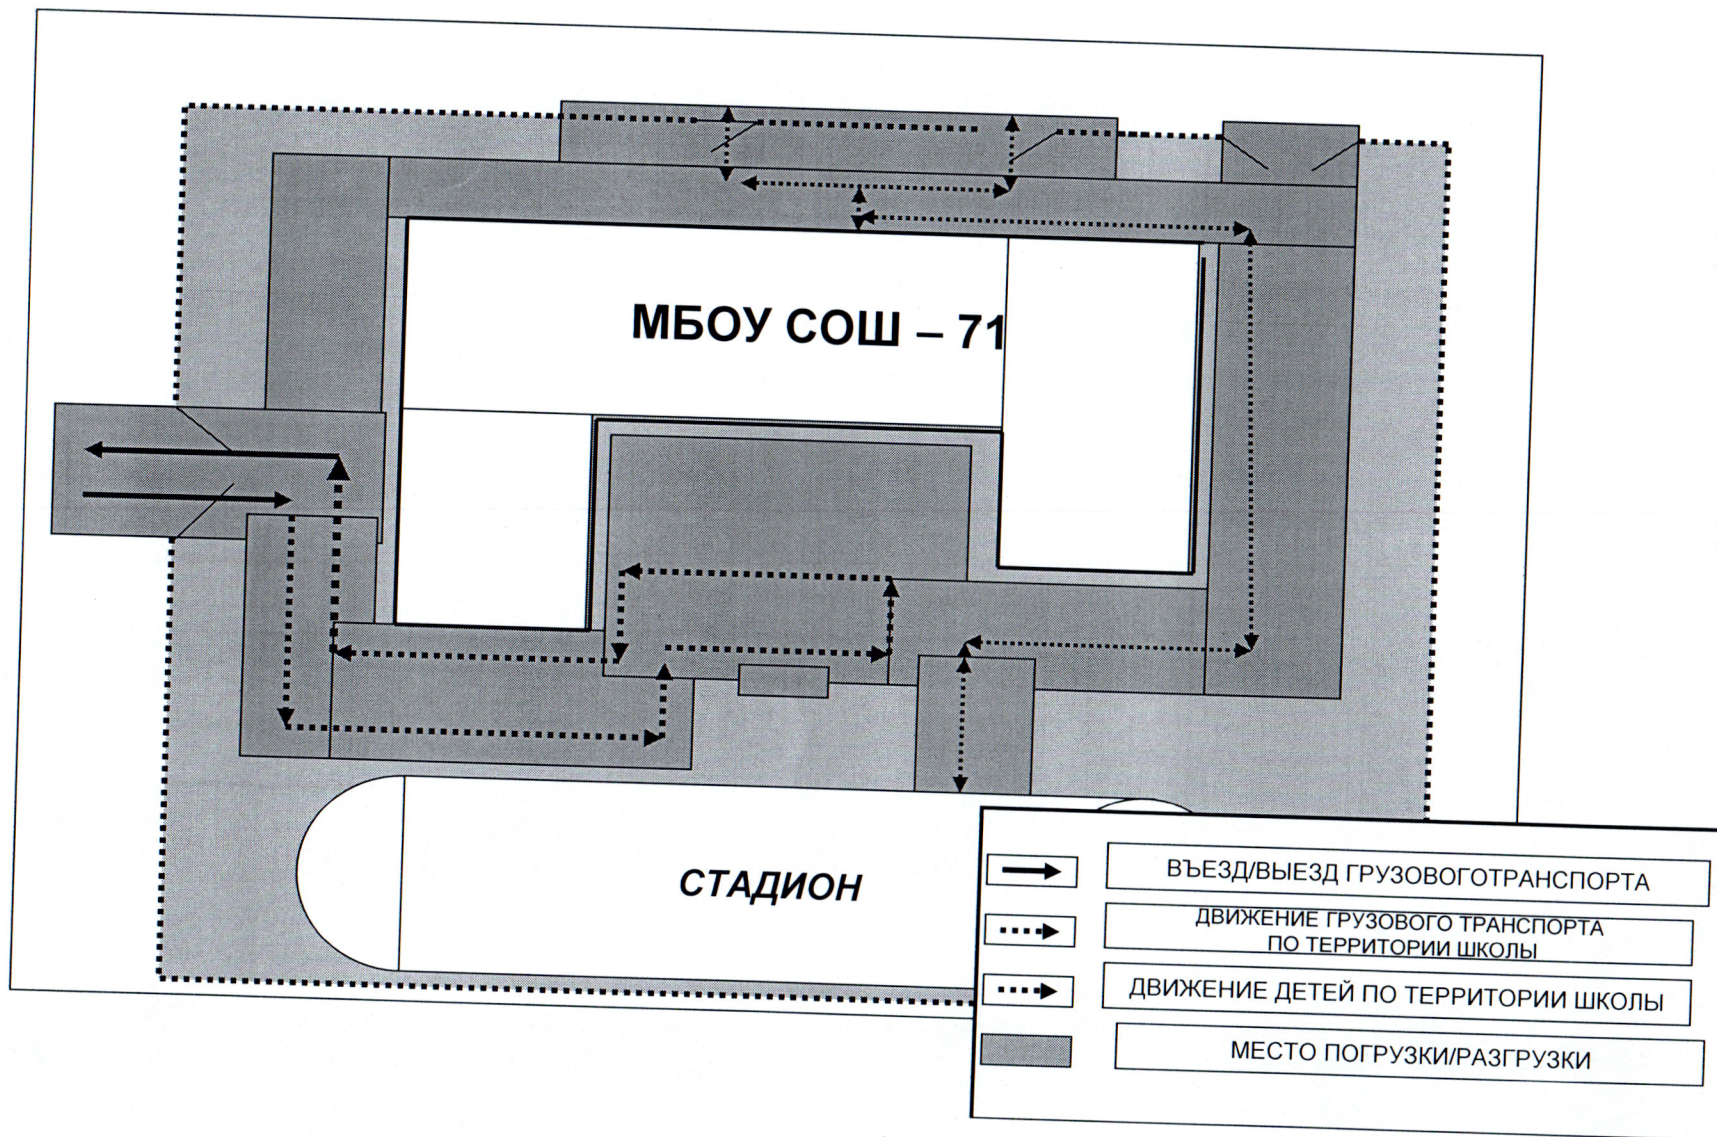 МБОУ СОШ – 71
СТАДИОН
ВЪЕЗД/ВЫЕЗД ГРУЗОВОГОТРАНСПОРТА
ДВИЖЕНИЕ ГРУЗОВОГО ТРАНСПОРТА
ПО ТЕРРИТОРИИ ШКОЛЫ
ДВИЖЕНИЕ ДЕТЕЙ ПО ТЕРРИТОРИИ ШКОЛЫ
МЕСТО ПОГРУЗКИ/РАЗГРУЗКИ